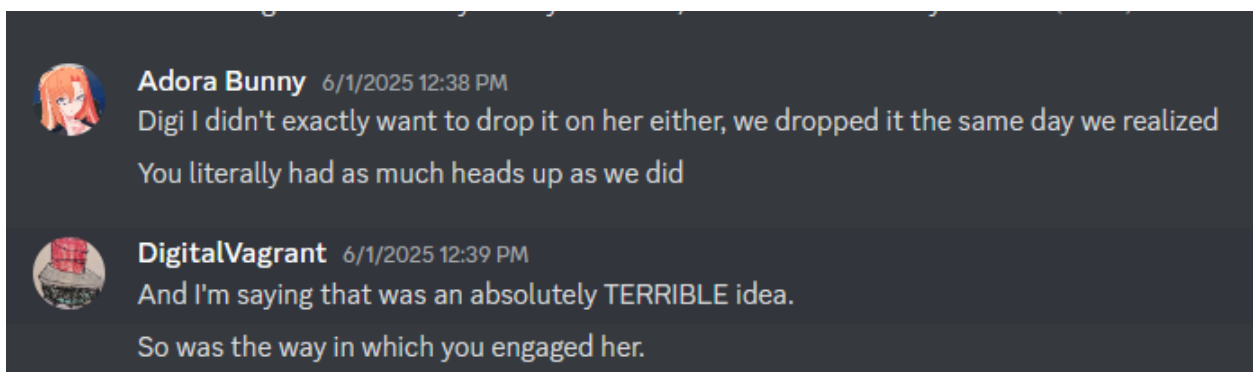 Adora Bunny 6/1/2025 12:38 PM
Digi I didn't exactly want to drop it on her either, we dropped it the same day we realized
You literally had as much heads up as we did
DigitalVagrant 6/1/2025 12:39 PM
And I'm saying that was an absolutely TERRIBLE idea.
So was the way in which you engaged her.